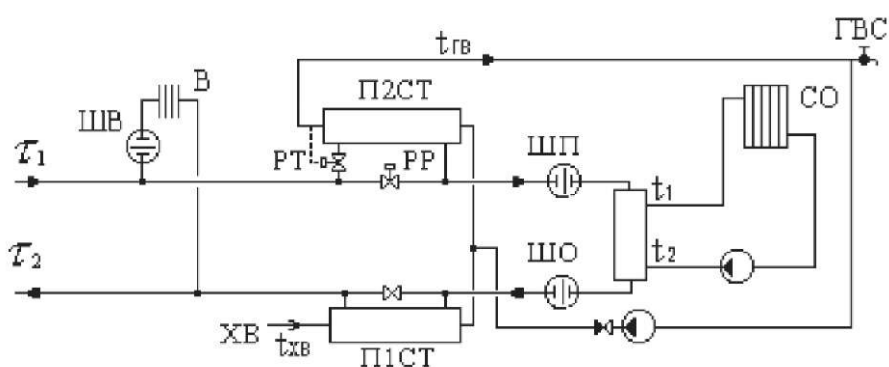 ГВС
tГВ
В
П2СТ
СО
ШВ
τ1
РТ
РР
ШП
t1
τ2
ШО
t2
ХВ
tХВ
П1СТ